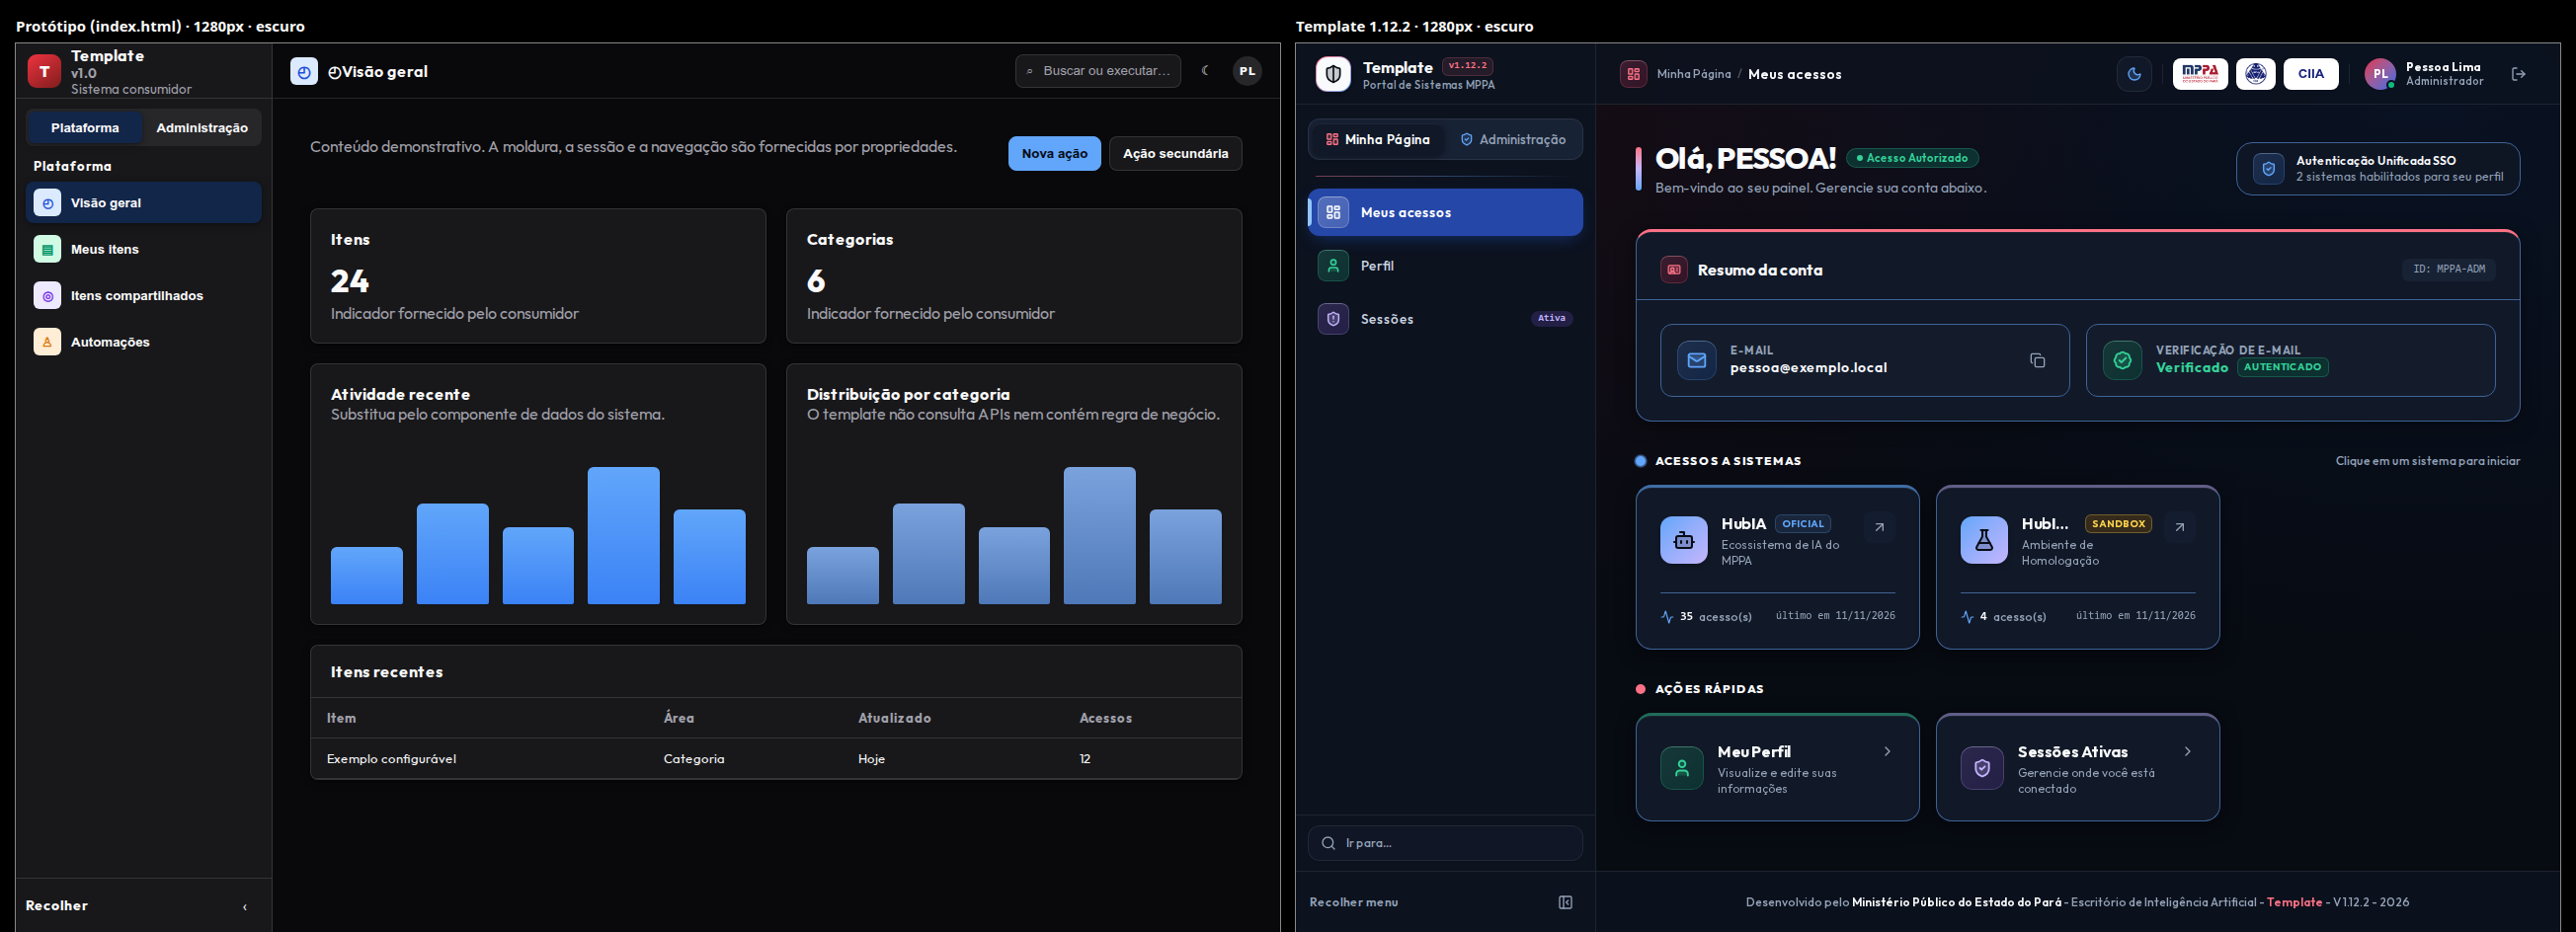 Protótipo (index.html) · 1280px · escuro
T
Template
v1.0
Sistema consumidor
Plataforma
Administração
Plataforma
Visão geral
Meus itens
Itens compartilhados
Automações
Recolher
Visão geral
Buscar ou executar...
PL
Conteúdo demonstrativo. A moldura, a sessão e a navegação são fornecidas por propriedades.
Nova ação
Ação secundária
Itens
24
Indicador fornecido pelo consumidor
Categorias
6
Indicador fornecido pelo consumidor
Atividade recente
Substitua pelo componente de dados do sistema.
Distribuição por categoria
O template não consulta APIs nem contém regra de negócio.
Itens recentes
Item Área Atualizado Acessos
Exemplo configurável Categoria Hoje 12
Template 1.12.2 · 1280px · escuro
Template v1.12.2
Portal de Sistemas MPPA
Minha Página
Administração
Meus acessos
Perfil
Sessões Ativa
Ir para...
Recolher menu
Minha Página / Meus acessos
MPPA
CIIA
PL
Pessoa Lima
Administrador
Olá, PESSOA! Acesso Autorizado
Bem-vindo ao seu painel. Gerencie sua conta abaixo.
Autenticação Unificada SSO
2 sistemas habilitados para seu perfil
Resumo da conta
ID: MPPA-ADM
E-MAIL
pessoa@exemplo.local
VERIFICAÇÃO DE E-MAIL
Verificado AUTENTICADO
ACESSOS A SISTEMAS
Clique em um sistema para iniciar
HubIA OFICIAL
Ecossistema de IA do
MPPA
35 acesso(s) último em 11/11/2026
HubI... SANDBOX
Ambiente de
Homologação
4 acesso(s) último em 11/11/2026
AÇÕES RÁPIDAS
Meu Perfil
Visualize e edite suas
informações
Sessões Ativas
Gerencie onde você está
conectado
Desenvolvido pelo Ministério Público do Estado do Pará - Escritório de Inteligência Artificial - Template - V 1.12.2 - 2026